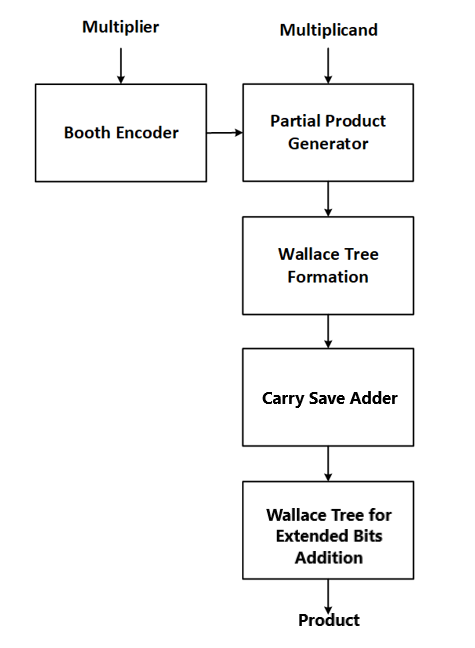 Multiplier
Multiplicand
Booth Encoder
Partial Product
Generator
Wallace Tree
Formation
Carry Save Adder
Wallace Tree for
Extended Bits
Addition
Product